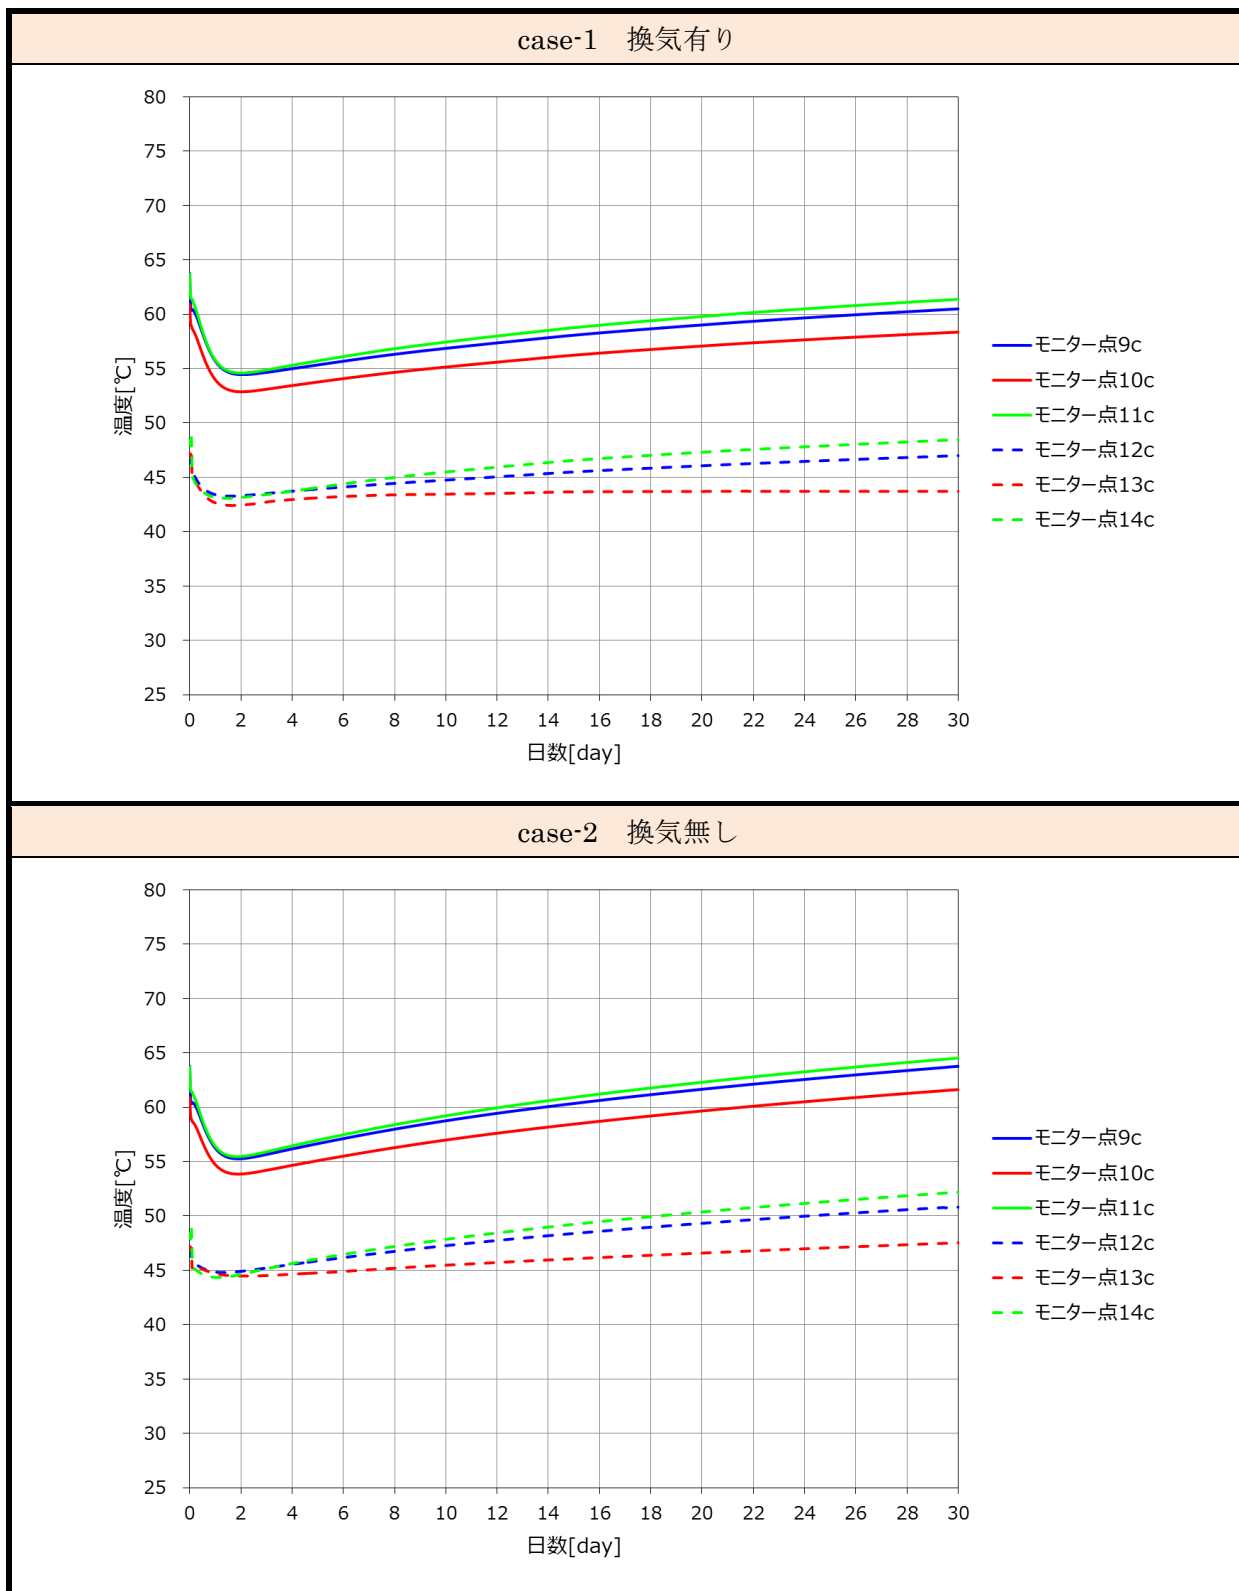 case-1　換気有り
80
75
70
65
60
55
50
45
40
35
30
25
温度[℃]
0 2 4 6 8 10 12 14 16 18 20 22 24 26 28 30
日数[day]
モニター点9c
モニター点10c
モニター点11c
モニター点12c
モニター点13c
モニター点14c
case-2　換気無し
80
75
70
65
60
55
50
45
40
35
30
25
温度[℃]
0 2 4 6 8 10 12 14 16 18 20 22 24 26 28 30
日数[day]
モニター点9c
モニター点10c
モニター点11c
モニター点12c
モニター点13c
モニター点14c